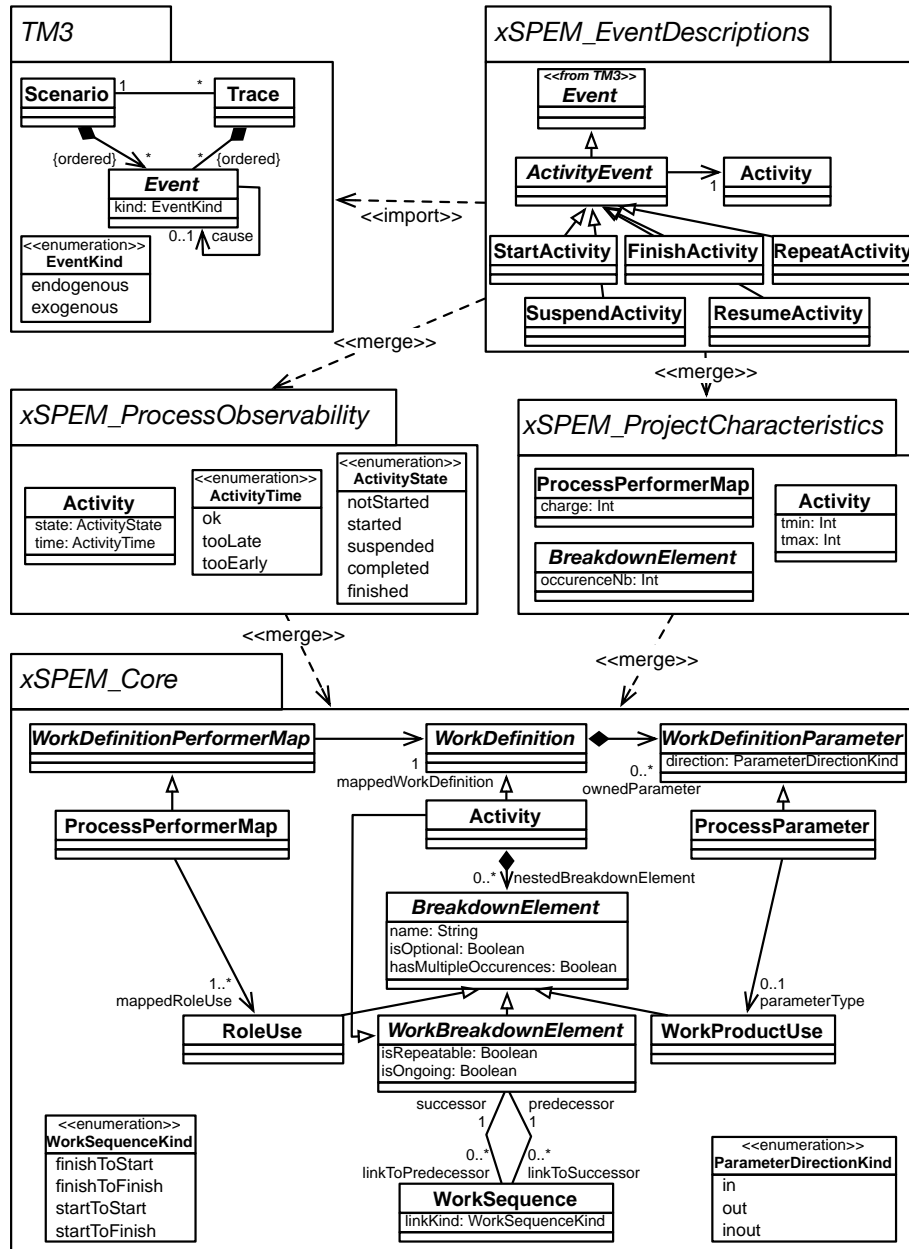 TM3
Scenario
1
*
Trace
{ordered}
*
*
{ordered}
Event
kind: EventKind
0..1
cause
<<enumeration>>
EventKind
endogenous
exogenous
xSPEM_EventDescriptions
<<from TM3>>
Event
ActivityEvent
1
Activity
StartActivity
FinishActivity
RepeatActivity
SuspendActivity
ResumeActivity
<<import>>
<<merge>>
<<merge>>
xSPEM_ProcessObservability
Activity
state: ActivityState
time: ActivityTime
<<enumeration>>
ActivityTime
ok
tooLate
tooEarly
<<enumeration>>
ActivityState
notStarted
started
suspended
completed
finished
xSPEM_ProjectCharacteristics
ProcessPerformerMap
charge: Int
BreakdownElement
occurenceNb: Int
Activity
tmin: Int
tmax: Int
<<merge>>
<<merge>>
xSPEM_Core
WorkDefinitionPerformerMap
1
mappedWorkDefinition
WorkDefinition
WorkDefinitionParameter
direction: ParameterDirectionKind
0..*
ownedParameter
ProcessPerformerMap
Activity
ProcessParameter
0..*
nestedBreakdownElement
BreakdownElement
name: String
isOptional: Boolean
hasMultipleOccurences: Boolean
1..*
mappedRoleUse
0..1
parameterType
RoleUse
WorkBreakdownElement
isRepeatable: Boolean
isOngoing: Boolean
WorkProductUse
successor
predecessor
1
1
0..*
0..*
linkToPredecessor
linkToSuccessor
WorkSequence
linkKind: WorkSequenceKind
<<enumeration>>
WorkSequenceKind
finishToStart
finishToFinish
startToStart
startToFinish
<<enumeration>>
ParameterDirectionKind
in
out
inout